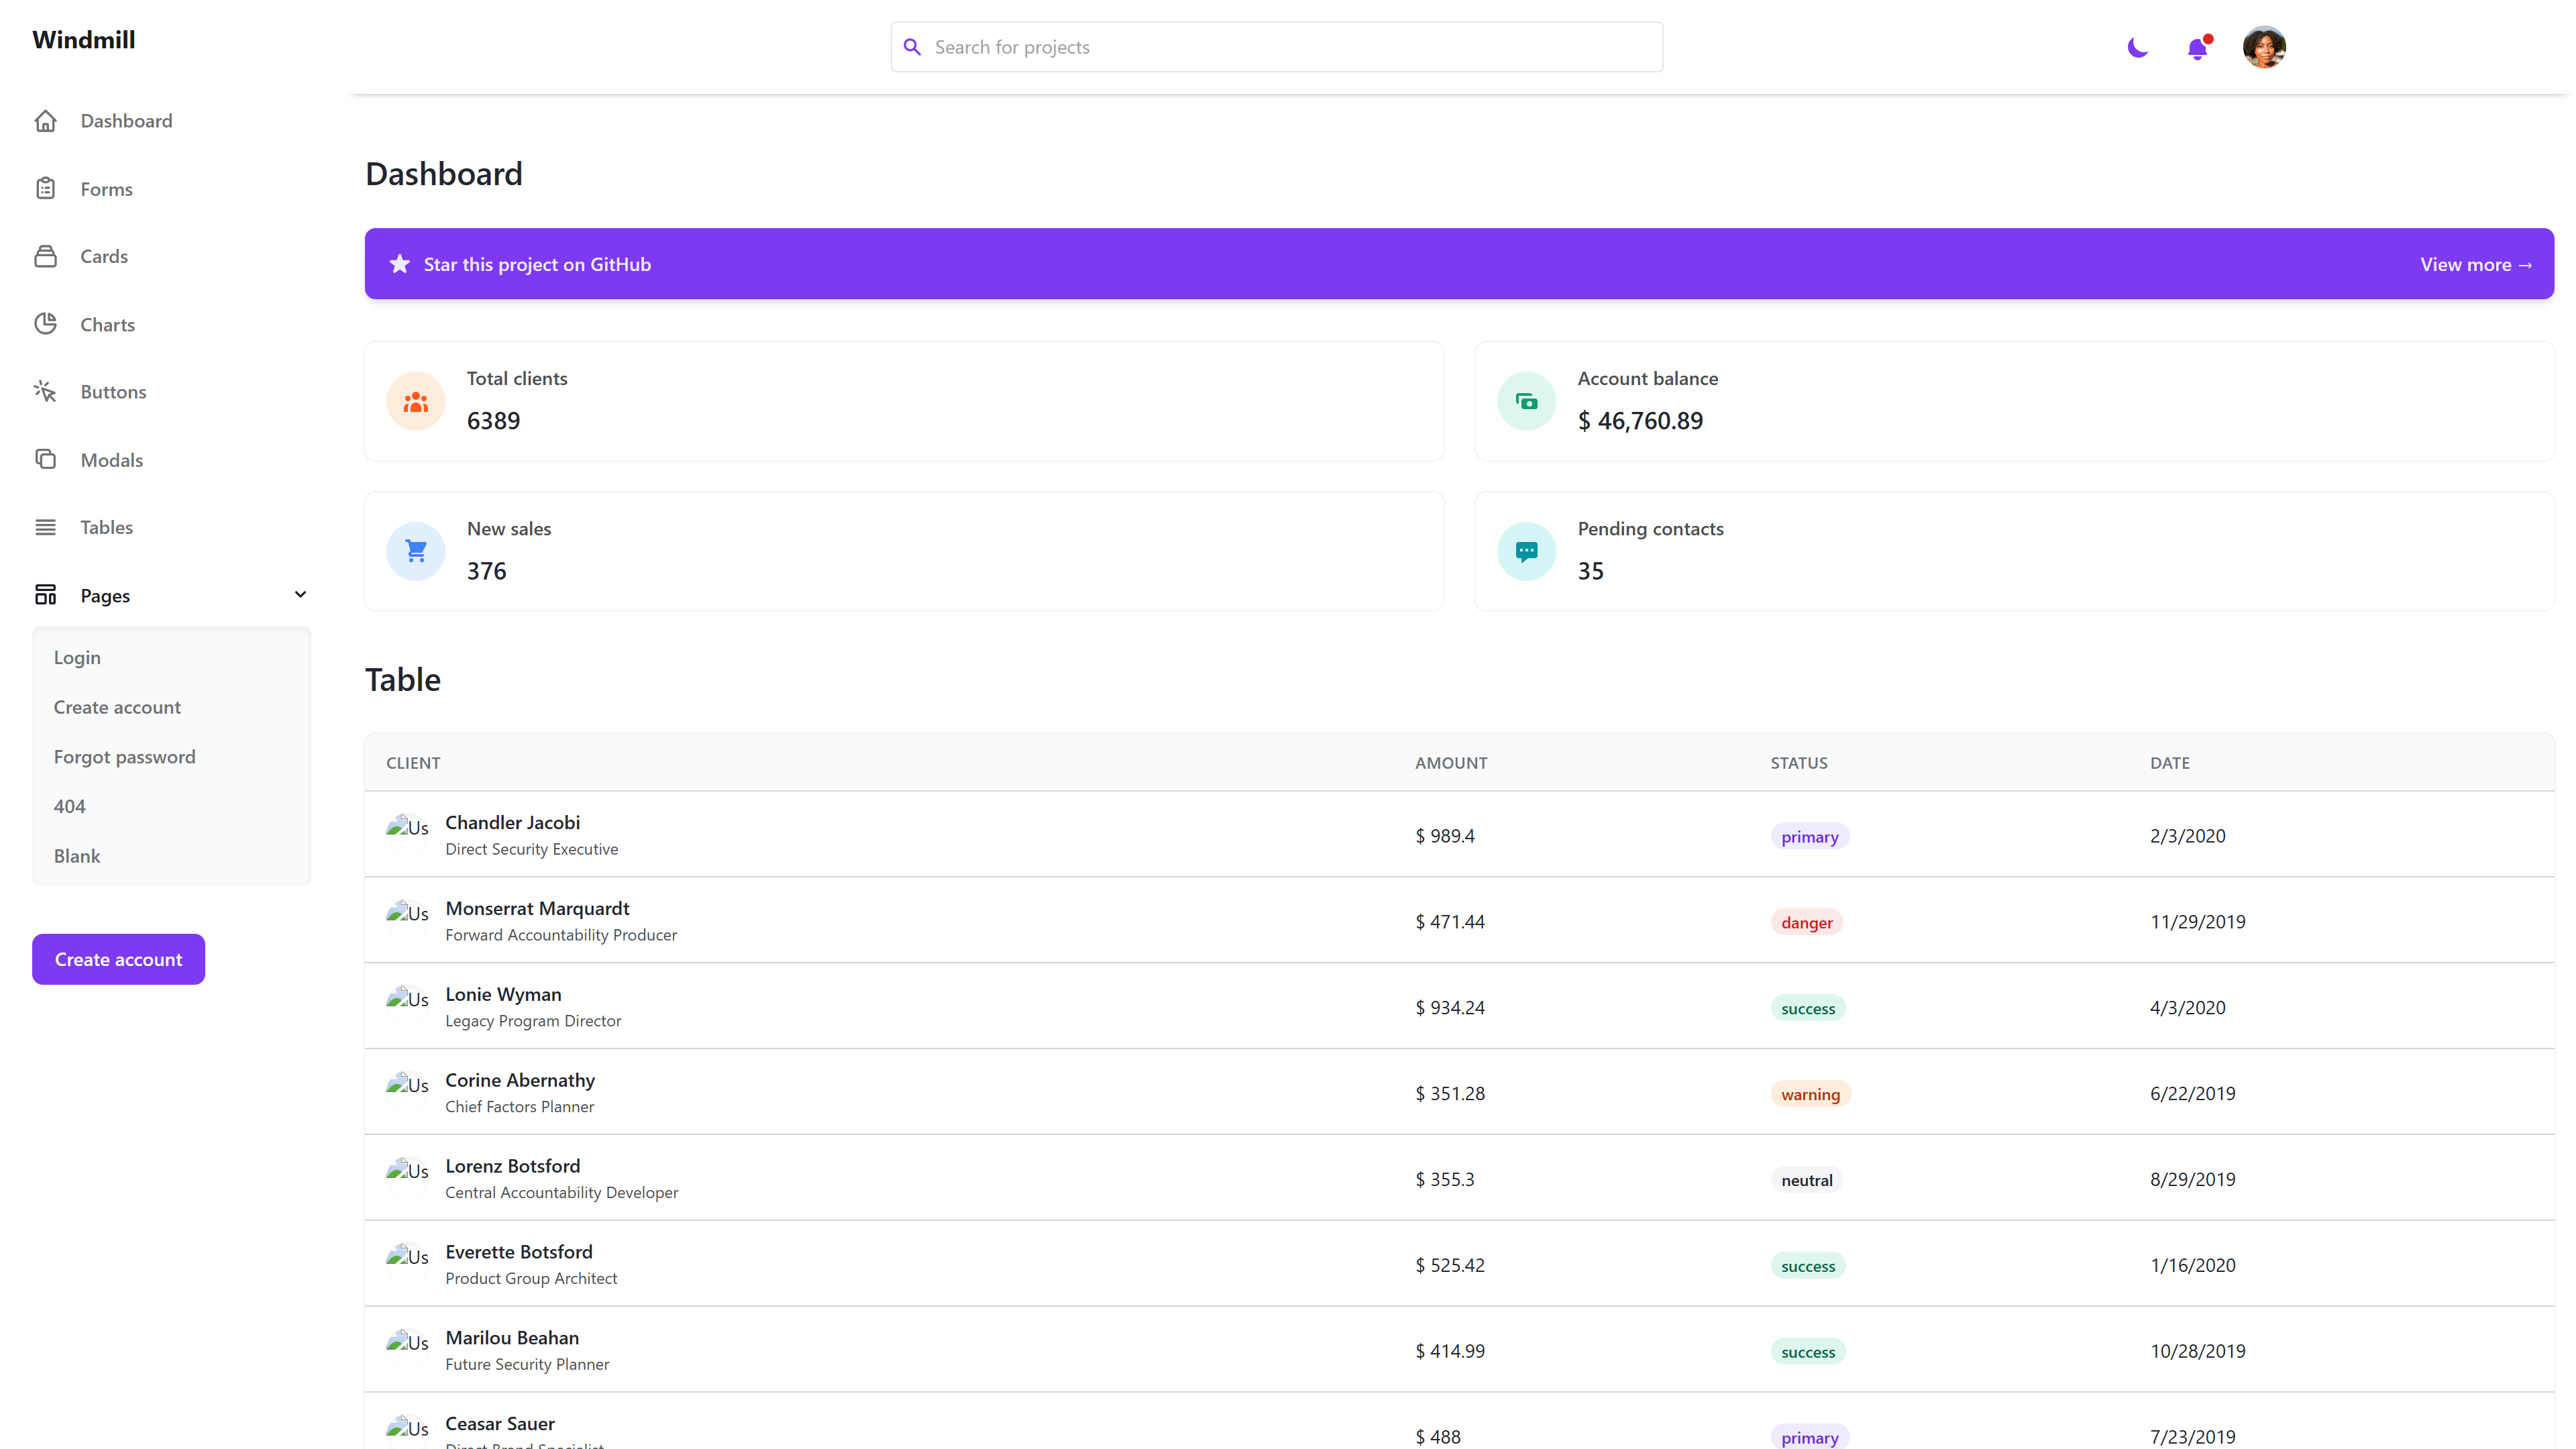 Windmill
Search for projects
Dashboard
Forms
Cards
Charts
Buttons
Modals
Tables
Pages
Login
Create account
Forgot password
404
Blank
Create account
Dashboard
Star this project on GitHub
View more →
Total clients
6389
Account balance
$ 46,760.89
New sales
376
Pending contacts
35
Table
CLIENT AMOUNT STATUS DATE
Us Chandler Jacobi
Direct Security Executive
$ 989.4 primary 2/3/2020
Us Monserrat Marquardt
Forward Accountability Producer
$ 471.44 danger 11/29/2019
Us Lonie Wyman
Legacy Program Director
$ 934.24 success 4/3/2020
Us Corine Abernathy
Chief Factors Planner
$ 351.28 warning 6/22/2019
Us Lorenz Botsford
Central Accountability Developer
$ 355.3 neutral 8/29/2019
Us Everette Botsford
Product Group Architect
$ 525.42 success 1/16/2020
Us Marilou Beahan
Future Security Planner
$ 414.99 success 10/28/2019
Us Ceasar Sauer
Direct Brand Specialist
$ 488 primary 7/23/2019